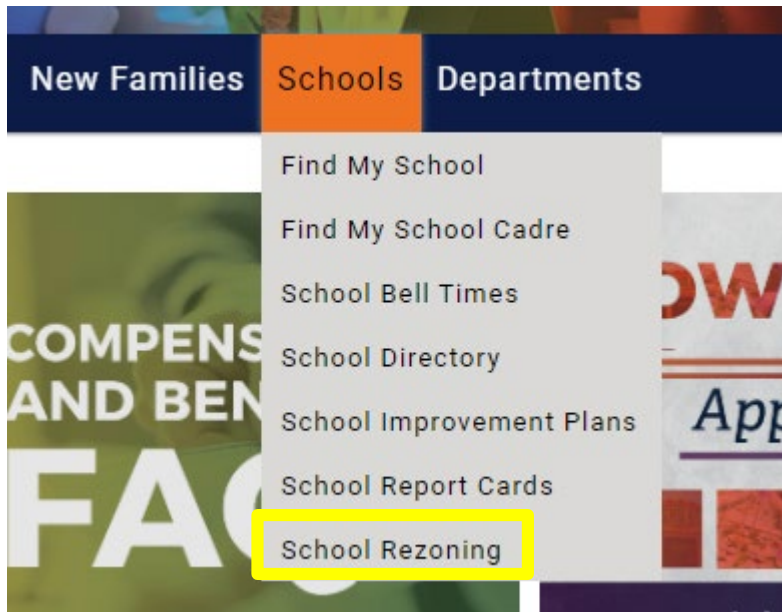 New Families Schools Departments
Find My School
Find My School Cadre
School Bell Times
School Directory
School Improvement Plans
School Report Cards
School Rezoning
AND